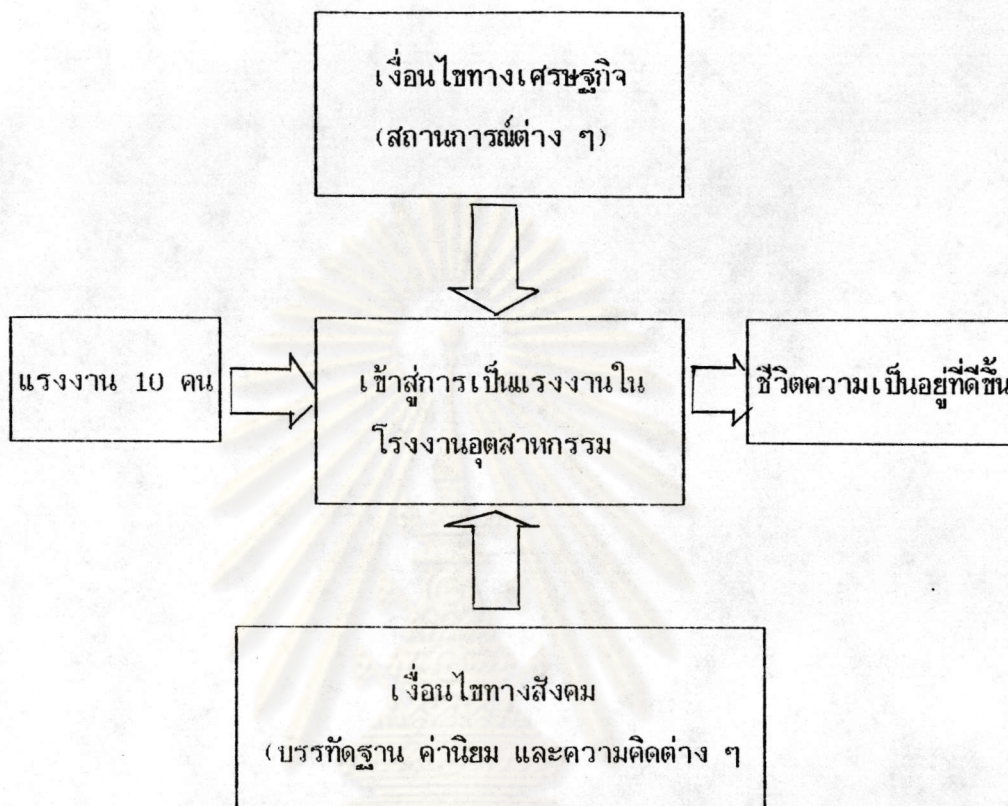 เงื่อนไขทางเศรษฐกิจ
(สถานการณ์ต่าง ๆ)
แรงงาน 10 คน
เข้าสู่การเป็นแรงงานใน
โรงงานอุตสาหกรรม
ชีวิตความเป็นอยู่ที่ดีขึ้น
เงื่อนไขทางสังคม
(บรรทัดฐาน ค่านิยม และความคิดต่าง ๆ